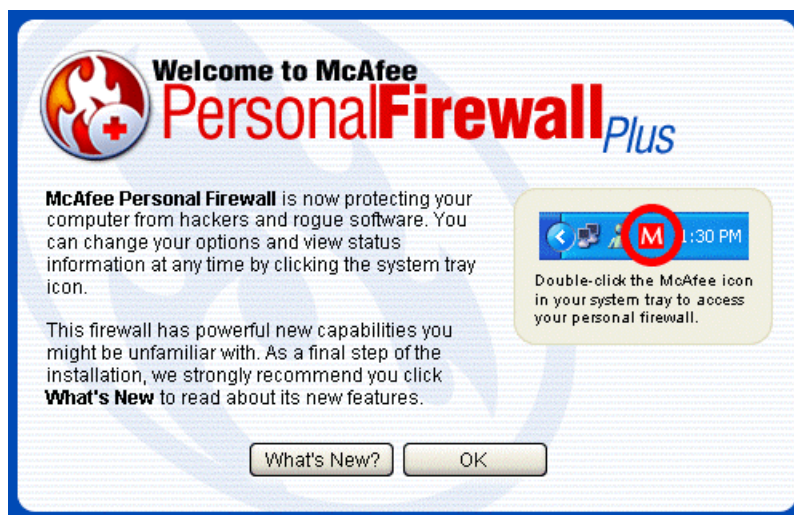 Welcome to McAfee
PersonalFirewall Plus
McAfee Personal Firewall is now protecting your
computer from hackers and rogue software. You
can change your options and view status
information at any time by clicking the system tray
icon.
This firewall has powerful new capabilities you
might be unfamiliar with. As a final step of the
installation, we strongly recommend you click
What's New to read about its new features.
M 1:30 PM
Double-click the McAfee icon
in your system tray to access
your personal firewall.
What's New?
OK